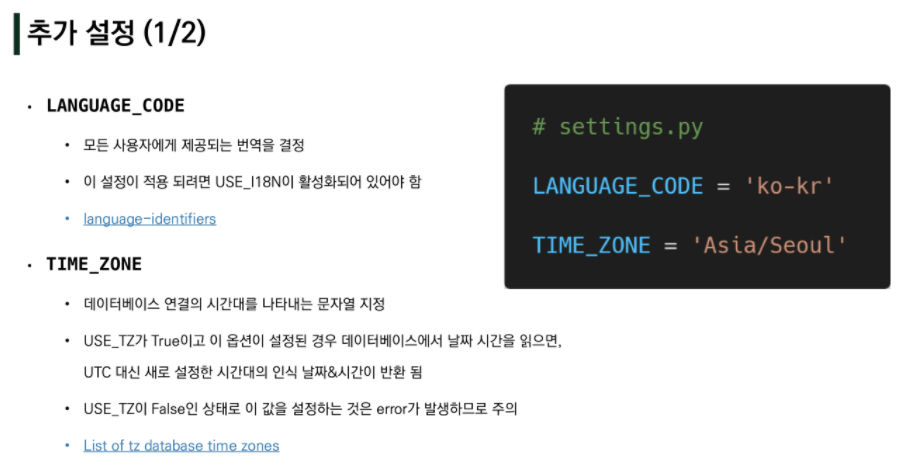 추가 설정 (1/2)
• LANGUAGE_CODE
• 모든 사용자에게 제공되는 번역을 결정
• 이 설정이 적용 되려면 USE_I18N이 활성화되어 있어야 함
• language-identifiers
• TIME_ZONE
• 데이터베이스 연결의 시간대를 나타내는 문자열 지정
• USE_TZ가 True이고 이 옵션이 설정된 경우 데이터베이스에서 날짜 시간을 읽으면,
UTC 대신 새로 설정한 시간대의 인식 날짜&시간이 반환 됨
• USE_TZ이 False인 상태로 이 값을 설정하는 것은 error가 발생하므로 주의
• List of tz database time zones
# settings.py
LANGUAGE_CODE = 'ko-kr'
TIME_ZONE = 'Asia/Seoul'